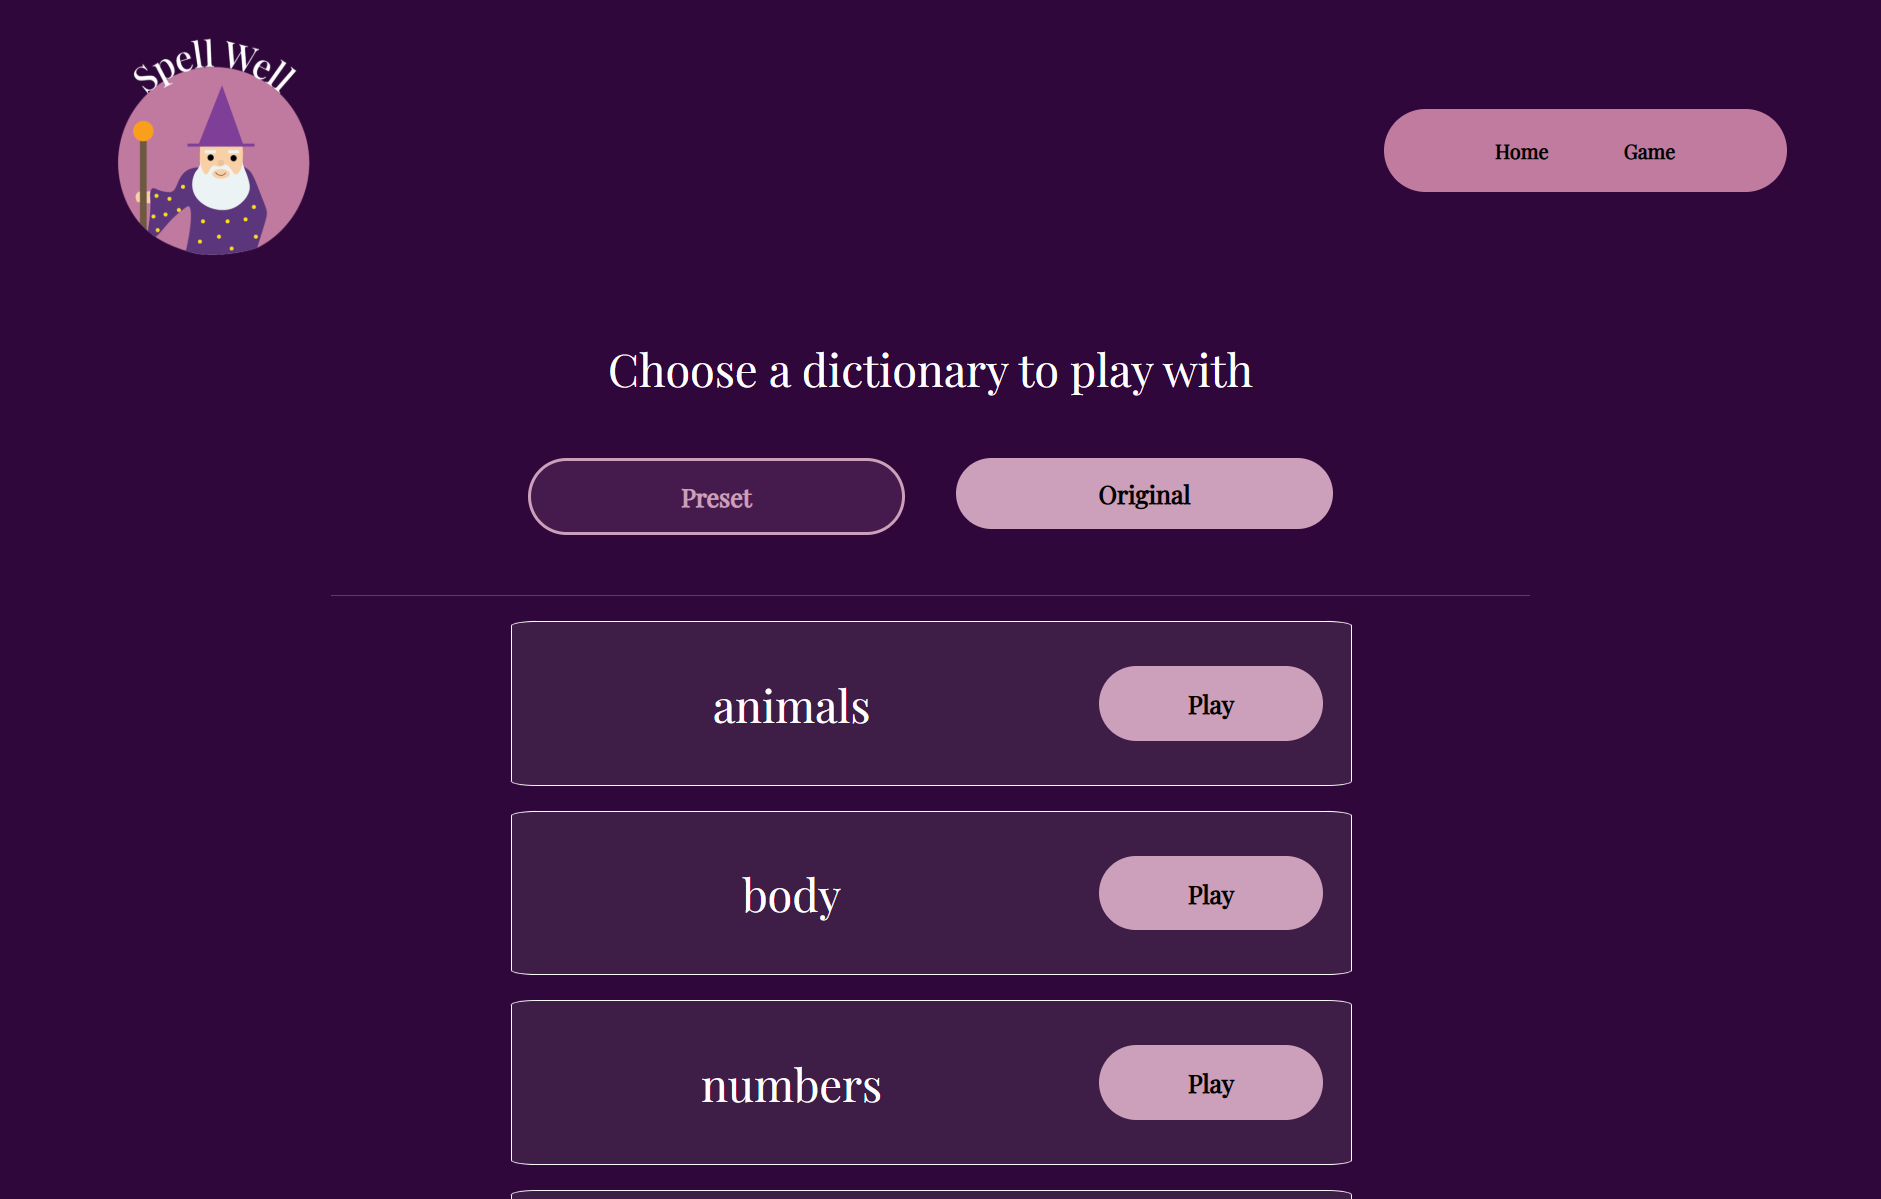 Spell Well
Home Game
Choose a dictionary to play with
Preset Original
animals Play
body Play
numbers Play